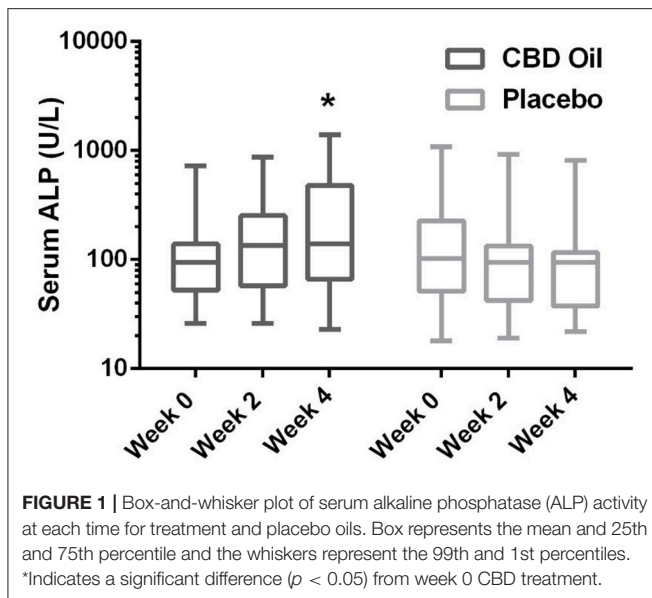 10000
1000
100
10
Serum ALP (U/L)
CBD Oil
Placebo
*
Week 0
Week 2
Week 4
Week 0
Week 2
Week 4
FIGURE 1 | Box-and-whisker plot of serum alkaline phosphatase (ALP) activity
at each time for treatment and placebo oils. Box represents the mean and 25th
and 75th percentile and the whiskers represent the 99th and 1st percentiles.
*Indicates a significant difference (p < 0.05) from week 0 CBD treatment.